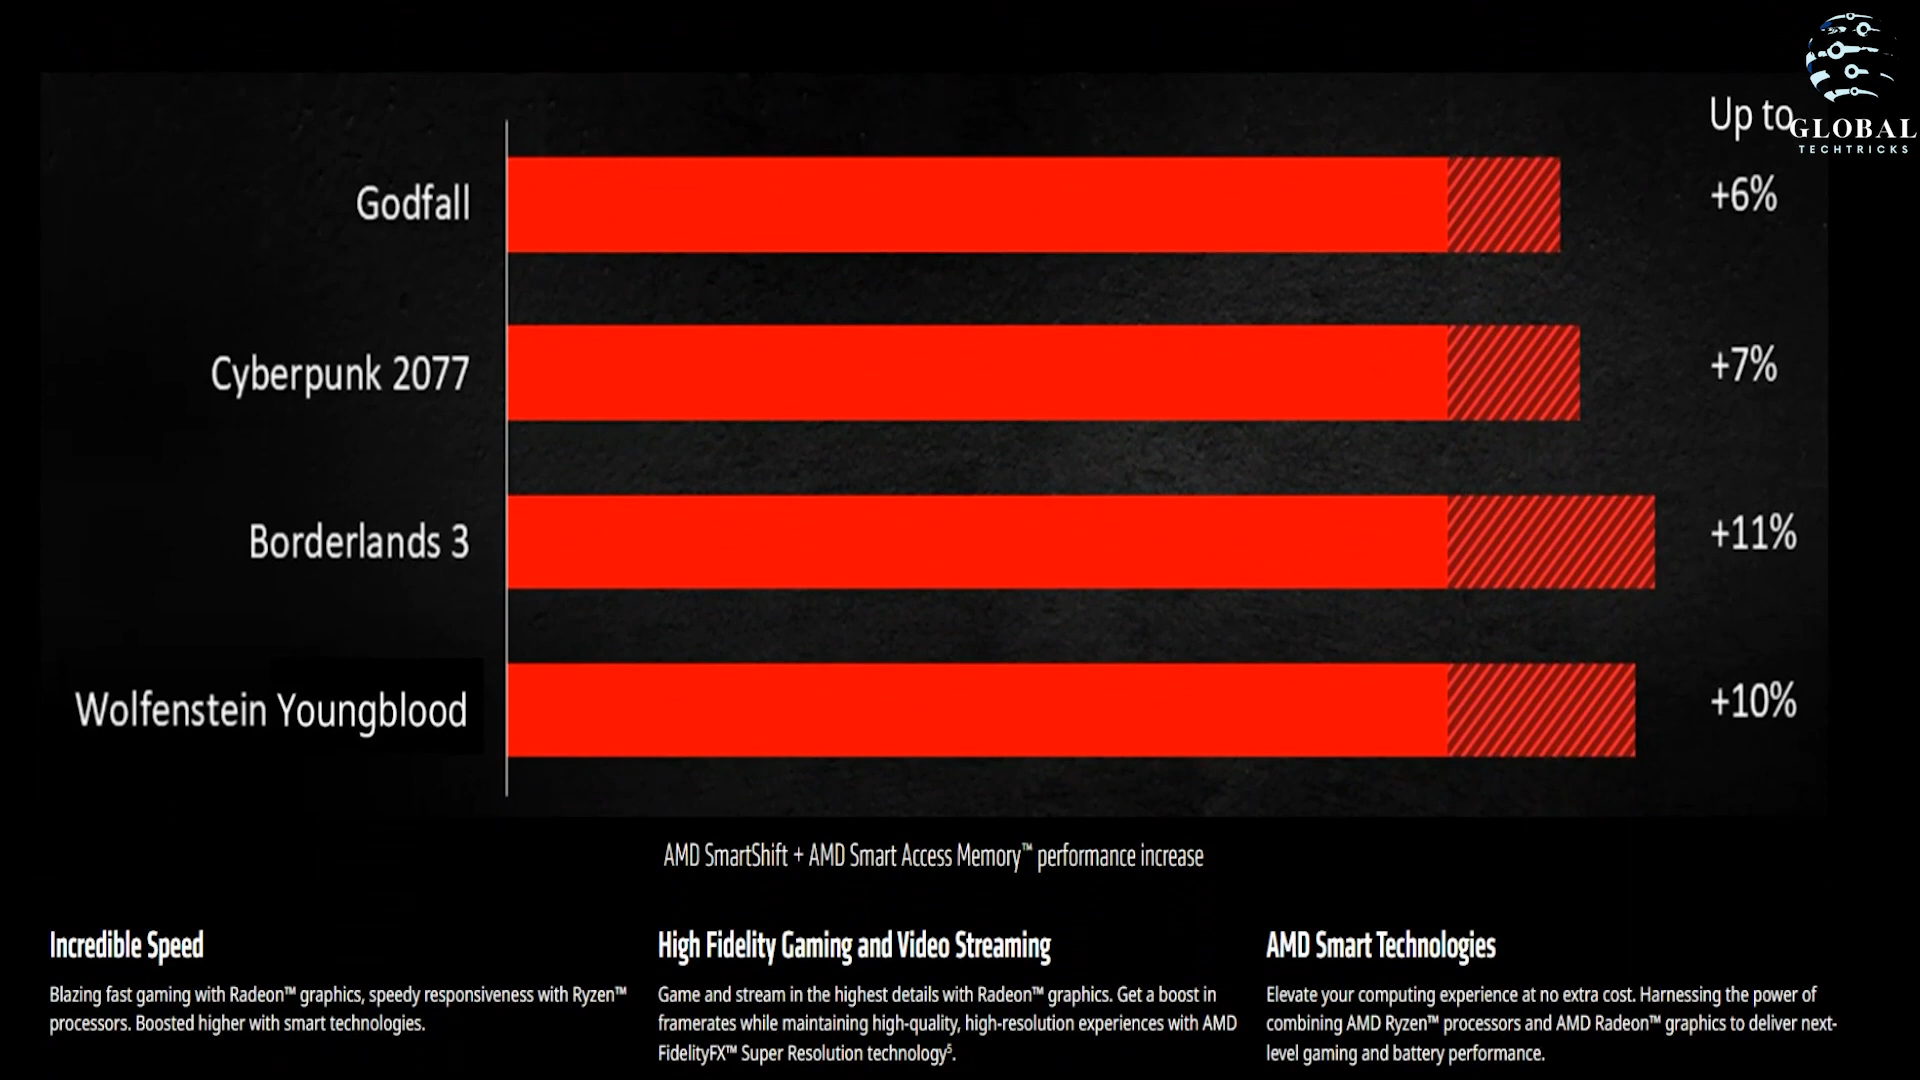 GLOBAL
TECHTRICKS
Up to
Godfall
+6%
Cyberpunk 2077
+7%
Borderlands 3
+11%
Wolfenstein Youngblood
+10%
AMD SmartShift + AMD Smart Access Memory™ performance increase
Incredible Speed
Blazing fast gaming with Radeon™ graphics, speedy responsiveness with Ryzen™
processors. Boosted higher with smart technologies.
High Fidelity Gaming and Video Streaming
Game and stream in the highest details with Radeon™ graphics. Get a boost in
framerates while maintaining high-quality, high-resolution experiences with AMD
FidelityFX™ Super Resolution technology⁵.
AMD Smart Technologies
Elevate your computing experience at no extra cost. Harnessing the power of
combining AMD Ryzen™ processors and AMD Radeon™ graphics to deliver next-
level gaming and battery performance.